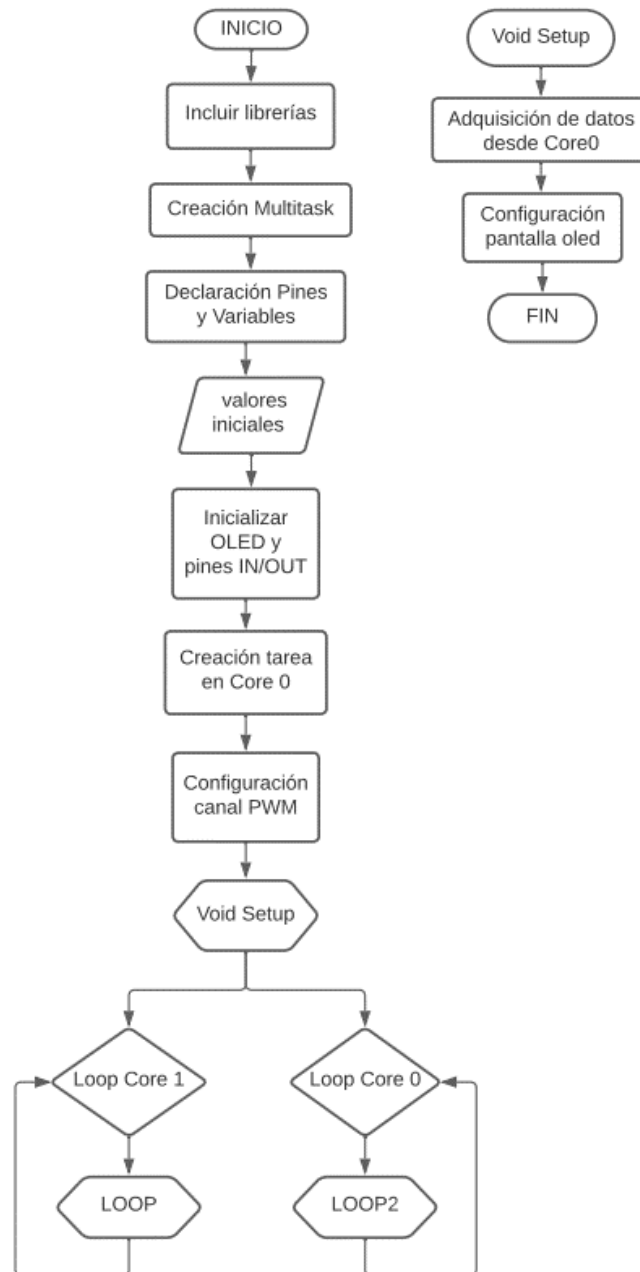 INICIO
Incluir librerías
Creación Multitask
Declaración Pines
y Variables
valores
iniciales
Inicializar
OLED y
pines IN/OUT
Creación tarea
en Core 0
Configuración
canal PWM
Void Setup
Loop Core 1
Loop Core 0
LOOP
LOOP2
Void Setup
Adquisición de datos
desde Core0
Configuración
pantalla oled
FIN